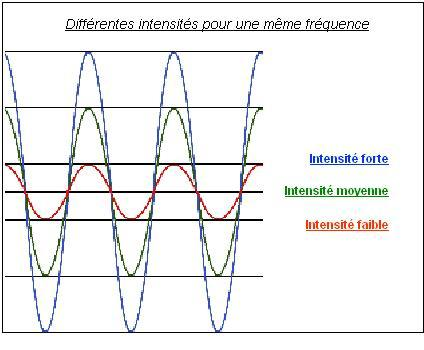 Différentes intensités pour une même fréquence
Intensité forte
Intensité moyenne
Intensité faible